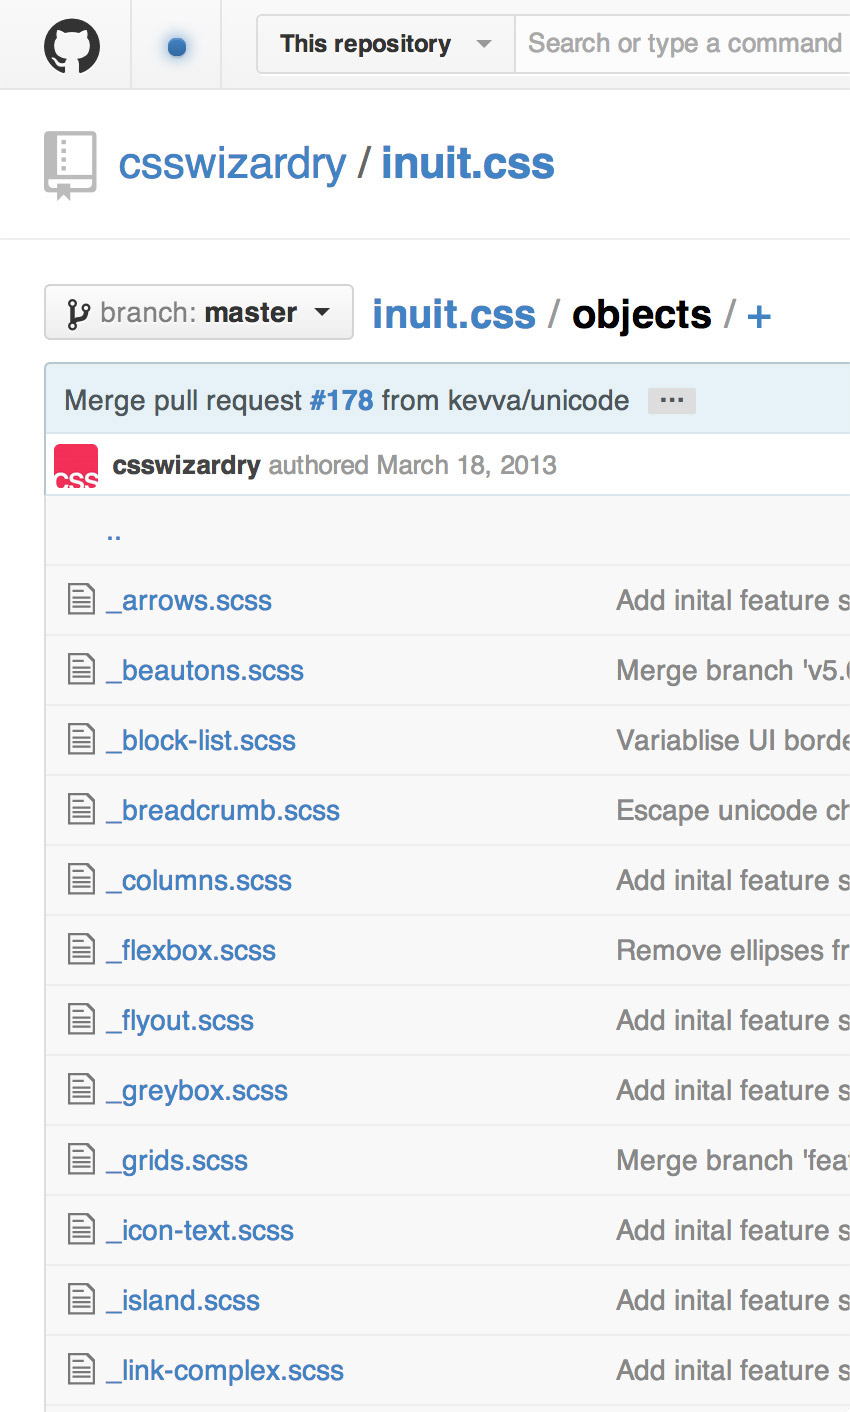 This repository Search or type a command
csswizardry / inuit.css
branch: master inuit.css / objects / +
Merge pull request #178 from kevva/unicode ...
css csswizardry authored March 18, 2013
..
_arrows.scss Add inital feature s
_beautons.scss Merge branch 'v5.
_block-list.scss Variablise UI borde
_breadcrumb.scss Escape unicode ch
_columns.scss Add inital feature s
_flexbox.scss Remove ellipses fr
_flyout.scss Add inital feature s
_greybox.scss Add inital feature s
_grids.scss Merge branch 'feat
_icon-text.scss Add inital feature s
_island.scss Add inital feature s
_link-complex.scss Add inital feature s